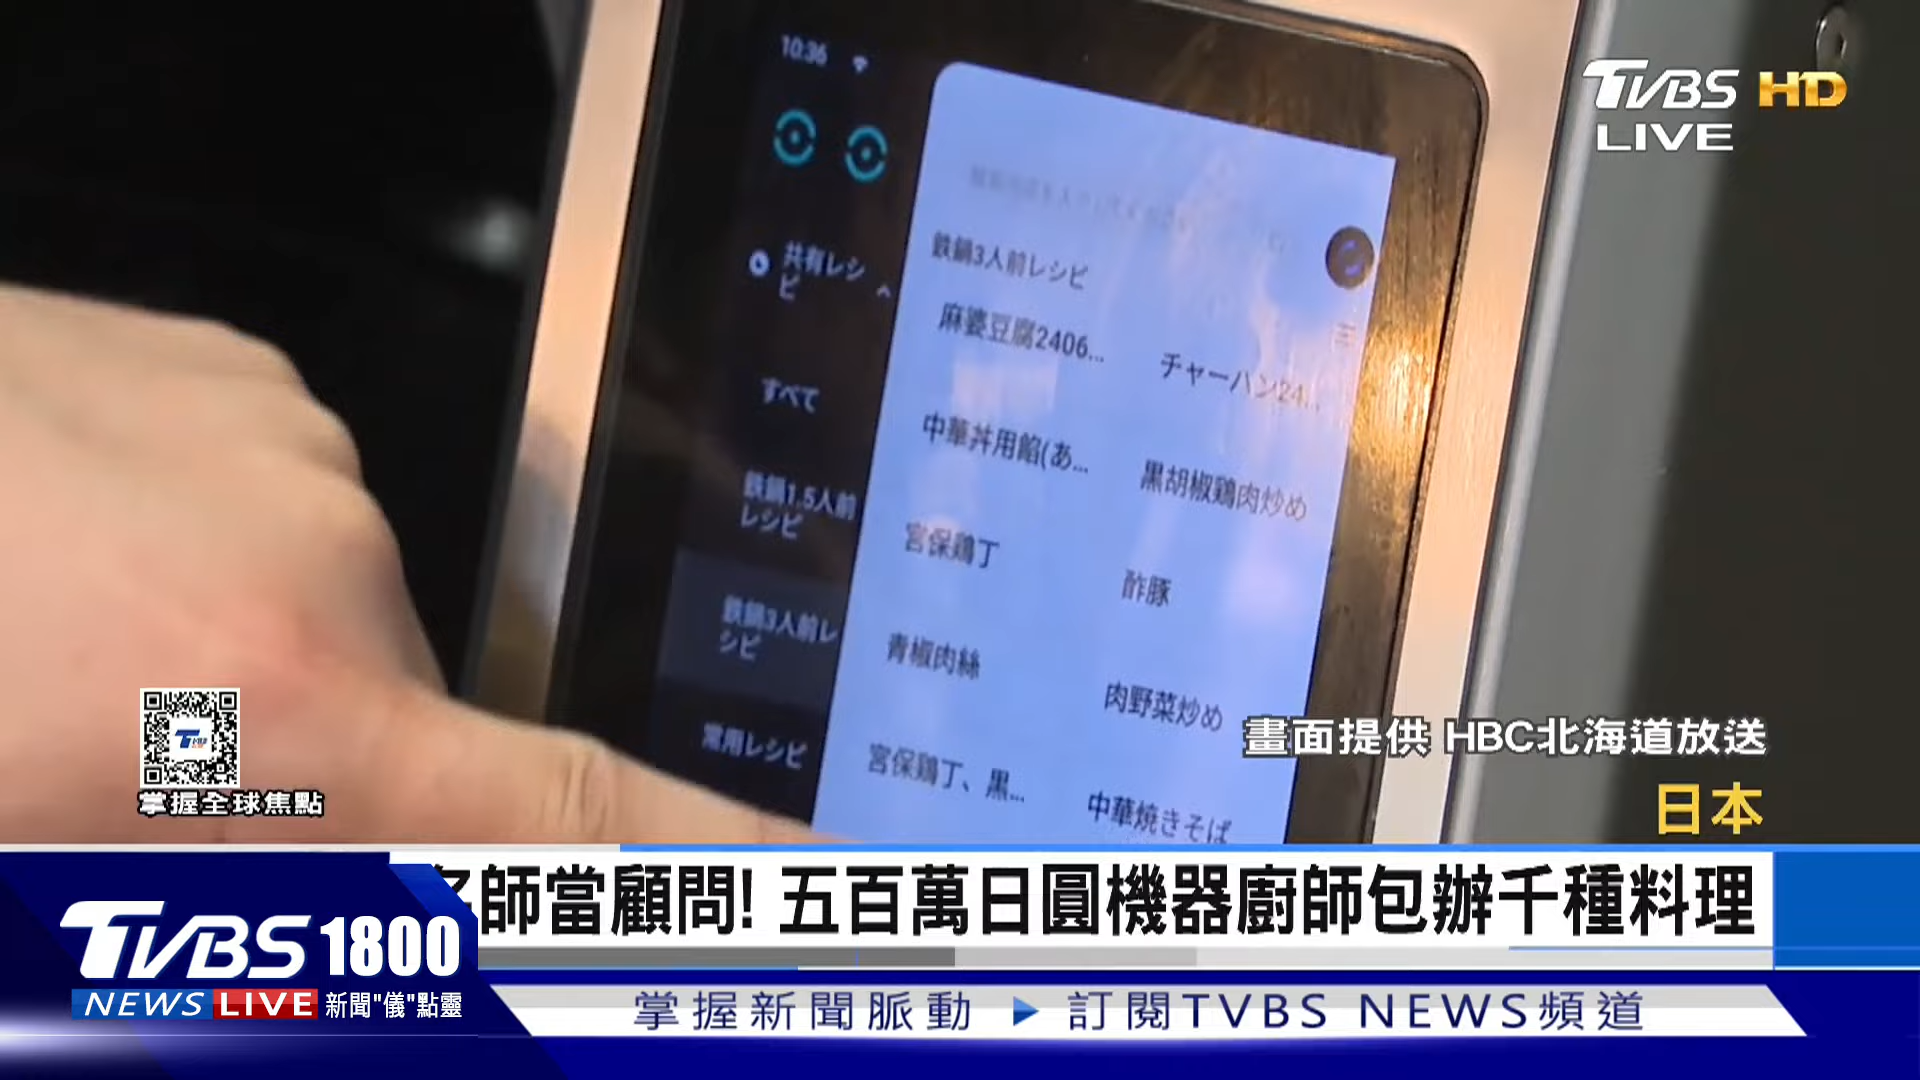 10:36
共有レシ
ピ
すべて
鉄鍋1.5人前
レシピ
鉄鍋3人前レ
シピ
常用レシピ
鉄鍋3人前レシピ
麻婆豆腐2406...
チャーハン24...
中華丼用餡(あ...
黒胡椒鶏肉炒め
宮保鶏丁
酢豚
青椒肉絲
肉野菜炒め
宮保鶏丁、黒...
中華焼きそば
TVBS HD
LIVE
畫面提供 HBC北海道放送
日本
TVBS
掌握全球焦點
師當顧問! 五百萬日圓機器廚師包辦千種料理
TVBS 1800
NEWS LIVE 新聞"儀"點靈
掌握新聞脈動 ▶ 訂閱TVBS NEWS頻道